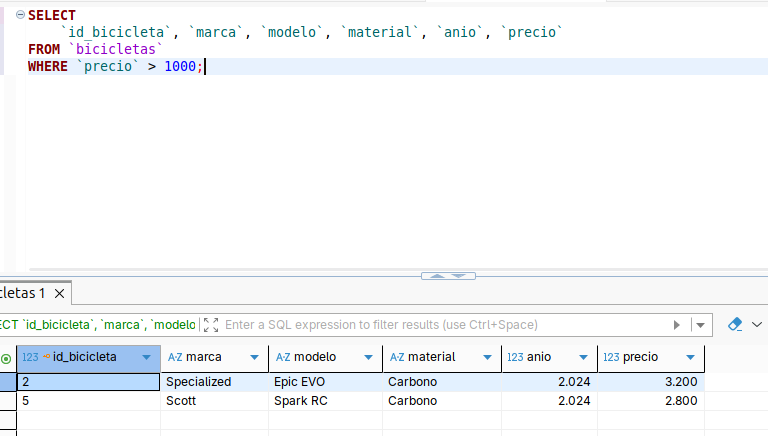 SELECT
`id_bicicleta`, `marca`, `modelo`, `material`, `anio`, `precio`
FROM `bicicletas`
WHERE `precio` > 1000;
cletas 1
ECT `id_bicicleta`, `marca`, `modelo Enter a SQL expression to filter results (use Ctrl+Space)
123 id_bicicleta A-Z marca A-Z modelo A-Z material 123 anio 123 precio
2 Specialized Epic EVO Carbono 2.024 3.200
5 Scott Spark RC Carbono 2.024 2.800